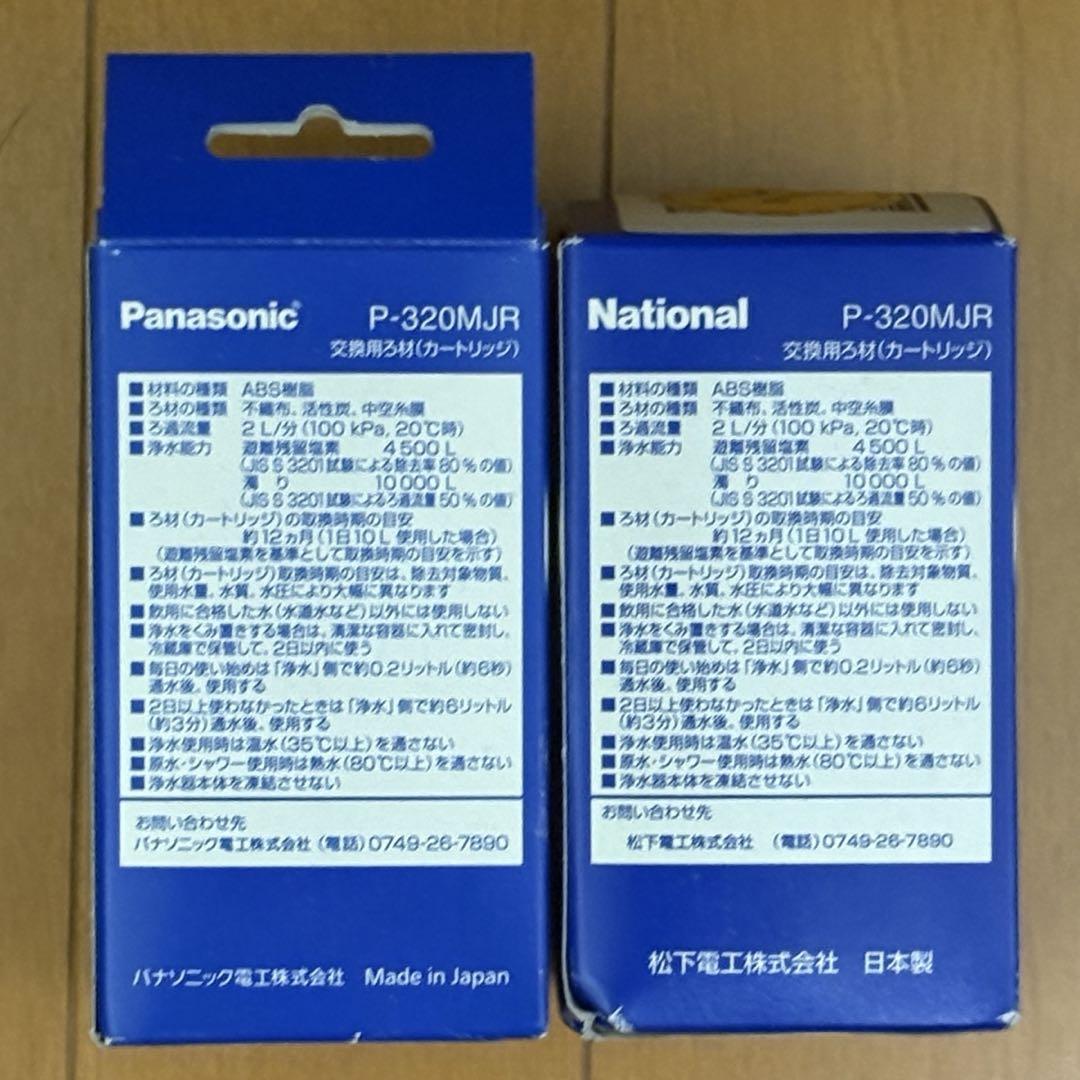 Panasonic®
P-320MJR
交換用ろ材(カートリッジ)
■材料の種類 ABS樹脂
■ろ材の種類 不織布、活性炭、中空糸膜
■ろ過流量 2 L/分(100 kPa, 20℃時)
■浄水能力 遊離残留塩素 4500 L
(JIS S 3201試験による除去率80%の値)
濁り 10000 L
(JIS S 3201試験によるろ過流量50%の値)
■ろ材(カートリッジ)の取換時期の目安
約12ヵ月(1日10L 使用した場合)
(遊離残留塩素を基準として取換時期の目安を示す)
■ろ材(カートリッジ)取換時期の目安は、除去対象物質、
使用水量、水質、水圧により大幅に異なります
■飲用に合格した水(水道水など)以外には使用しない
■浄水をくみ置きする場合は、清潔な容器に入れて密封し、
冷蔵庫で保管して、2日以内に使う
■毎日の使い始めは「浄水」側で約0.2リットル(約6秒)
通水後、使用する
■2日以上使わなかったときは「浄水」側で約6リットル
(約3分)通水後、使用する
■浄水使用時は温水(35℃以上)を通さない
■原水・シャワー使用時は熱水(80℃以上)を通さない
■浄水器本体を凍結させない
お問い合わせ先
パナソニック電工株式会社 (電話)0749-26-7890
パナソニック電工株式会社 Made in Japan
National
P-320MJR
交換用ろ材(カートリッジ)
■材料の種類 ABS樹脂
■ろ材の種類 不織布、活性炭、中空糸膜
■ろ過流量 2 L/分(100 kPa, 20℃時)
■浄水能力 遊離残留塩素 4500 L
(JIS S 3201試験による除去率80%の値)
濁り 10000 L
(JIS S 3201試験によるろ過流量50%の値)
■ろ材(カートリッジ)の取換時期の目安
約12ヵ月(1日10L 使用した場合)
(遊離残留塩素を基準として取換時期の目安を示す)
■ろ材(カートリッジ)取換時期の目安は、除去対象物質、
使用水量、水質、水圧により大幅に異なります
■飲用に合格した水(水道水など)以外には使用しない
■浄水をくみ置きする場合は、清潔な容器に入れて密封し、
冷蔵庫で保管して、2日以内に使う
■毎日の使い始めは「浄水」側で約0.2リットル(約6秒)
通水後、使用する
■2日以上使わなかったときは「浄水」側で約6リットル
(約3分)通水後、使用する
■浄水使用時は温水(35℃以上)を通さない
■原水・シャワー使用時は熱水(80℃以上)を通さない
■浄水器本体を凍結させない
お問い合わせ先
松下電工株式会社 (電話)0749-26-7890
松下電工株式会社 日本製